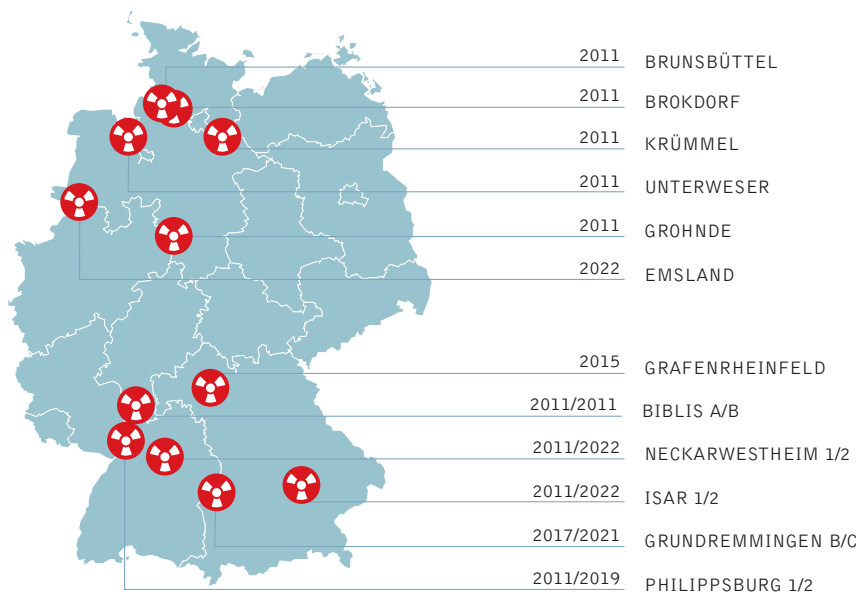 2011 BRUNSBÜTTEL
2011 BROKDORF
2011 KRÜMMEL
2011 UNTERWESER
2011 GROHNDE
2022 EMSLAND
2015 GRAFENRHEINFELD
2011/2011 BIBLIS A/B
2011/2022 NECKARWESTHEIM 1/2
2011/2022 ISAR 1/2
2017/2021 GRUNDREMMINGEN B/C
2011/2019 PHILIPPSBURG 1/2